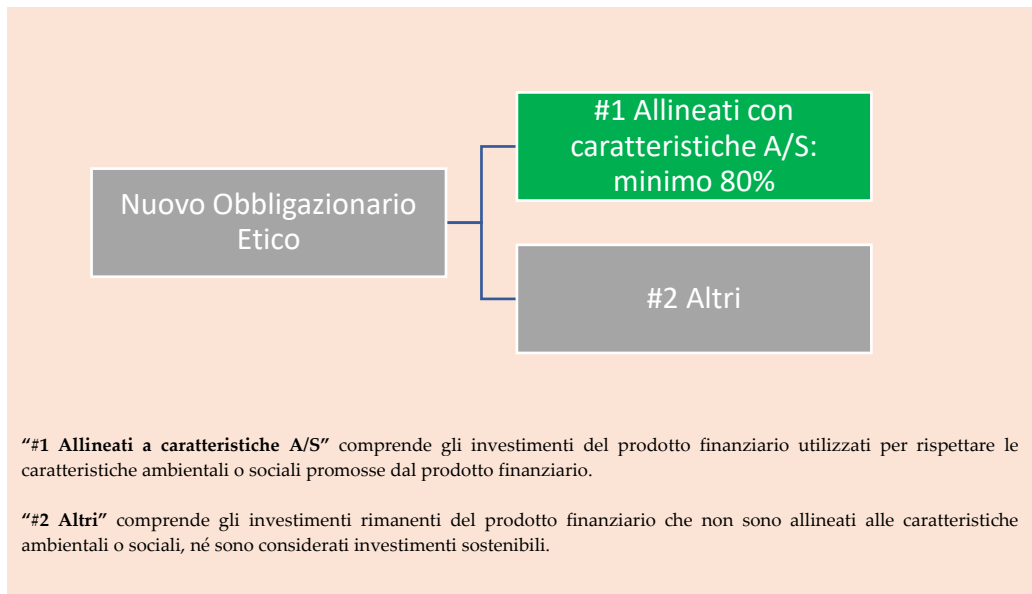 #1 Allineati con
caratteristiche A/S:
minimo 80%
Nuovo Obbligazionario
Etico
#2 Altri
“#1 Allineati a caratteristiche A/S” comprende gli investimenti del prodotto finanziario utilizzati per rispettare le
caratteristiche ambientali o sociali promosse dal prodotto finanziario.
“#2 Altri” comprende gli investimenti rimanenti del prodotto finanziario che non sono allineati alle caratteristiche
ambientali o sociali, né sono considerati investimenti sostenibili.